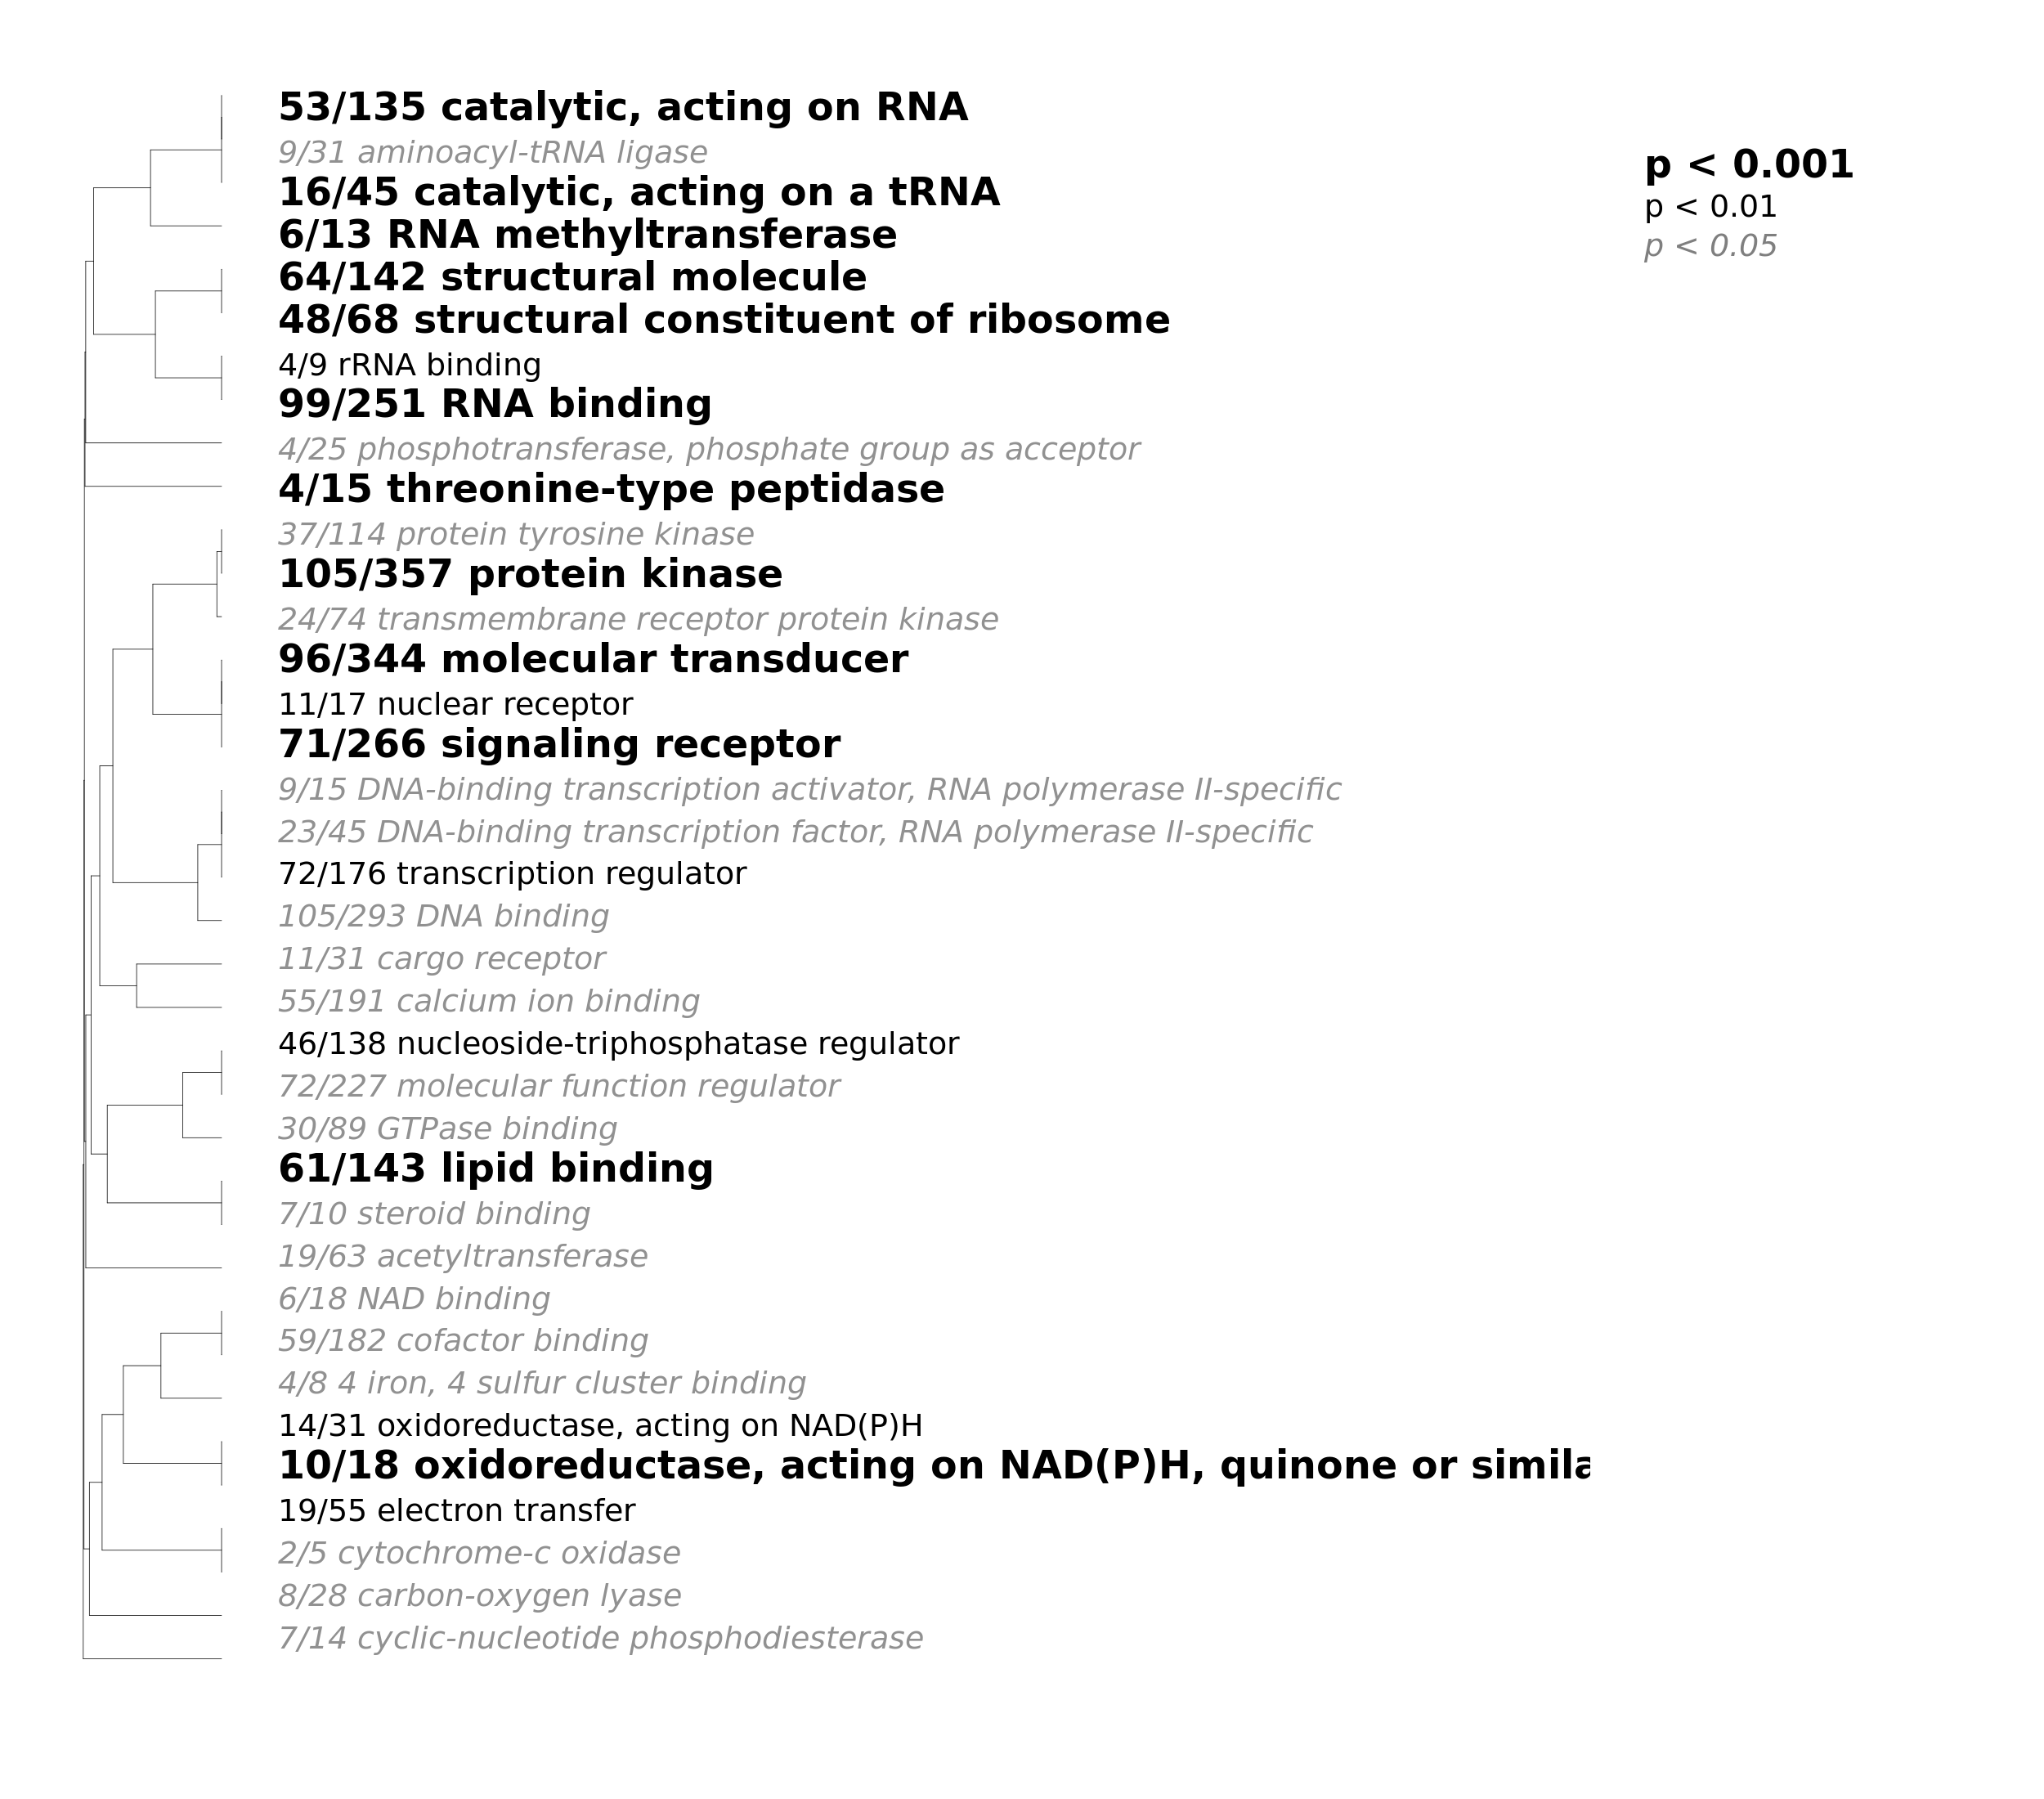 53/135 catalytic, acting on RNA
9/31 aminoacyl-tRNA ligase
16/45 catalytic, acting on a tRNA
6/13 RNA methyltransferase
64/142 structural molecule
48/68 structural constituent of ribosome
4/9 rRNA binding
99/251 RNA binding
4/25 phosphotransferase, phosphate group as acceptor
4/15 threonine-type peptidase
37/114 protein tyrosine kinase
105/357 protein kinase
24/74 transmembrane receptor protein kinase
96/344 molecular transducer
11/17 nuclear receptor
71/266 signaling receptor
9/15 DNA-binding transcription activator, RNA polymerase II-specific
23/45 DNA-binding transcription factor, RNA polymerase II-specific
72/176 transcription regulator
105/293 DNA binding
11/31 cargo receptor
55/191 calcium ion binding
46/138 nucleoside-triphosphatase regulator
72/227 molecular function regulator
30/89 GTPase binding
61/143 lipid binding
7/10 steroid binding
19/63 acetyltransferase
6/18 NAD binding
59/182 cofactor binding
4/8 4 iron, 4 sulfur cluster binding
14/31 oxidoreductase, acting on NAD(P)H
10/18 oxidoreductase, acting on NAD(P)H, quinone or simila
19/55 electron transfer
2/5 cytochrome-c oxidase
8/28 carbon-oxygen lyase
7/14 cyclic-nucleotide phosphodiesterase
p < 0.001
p < 0.01
p < 0.05